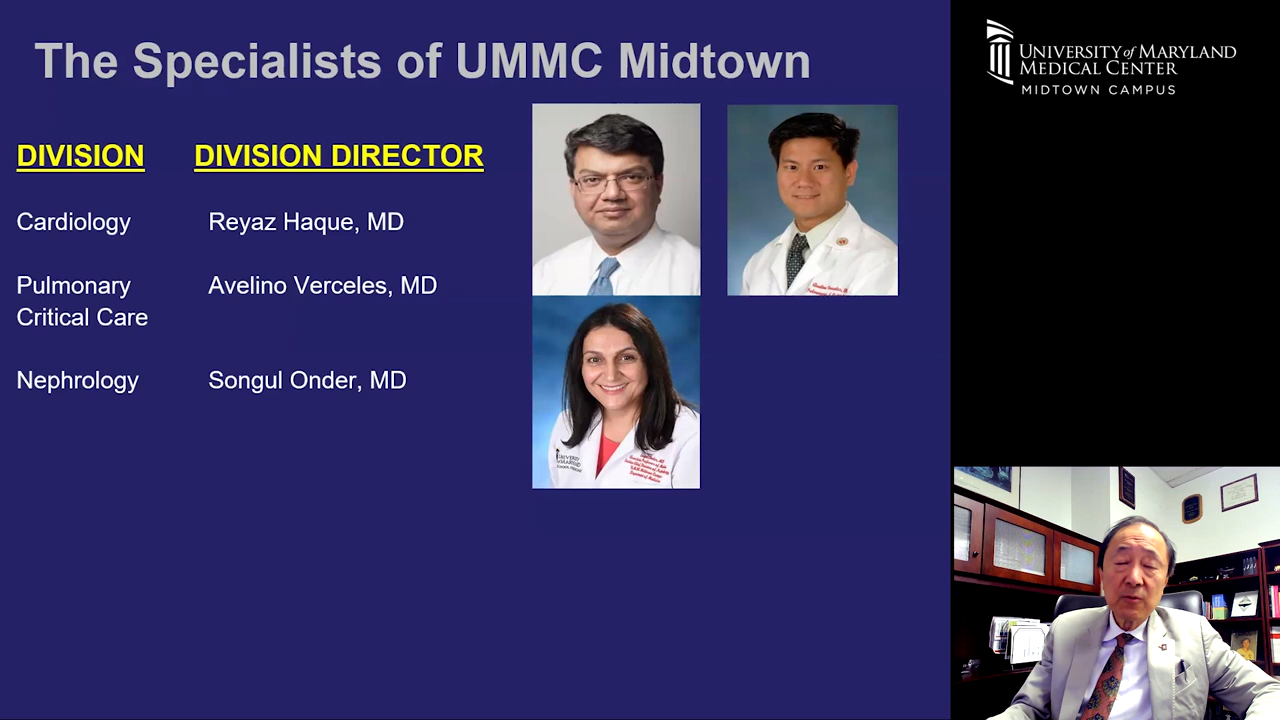 The Specialists of UMMC Midtown
DIVISION DIVISION DIRECTOR
Cardiology Reyaz Haque, MD
Pulmonary Avelino Verceles, MD
Critical Care
Nephrology Songul Onder, MD
UNIVERSITY of MARYLAND
MEDICAL CENTER
MIDTOWN CAMPUS